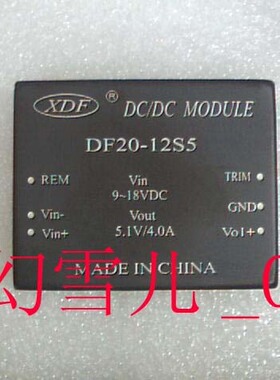 XDF ® DC/DC MODULE
DF20-12S5
REM Vin TRIM
9~18VDC GND
Vin- Vout
Vin+ 5.1V/4.0A Vo1+
MADE IN CHINA
幻雪儿 _0